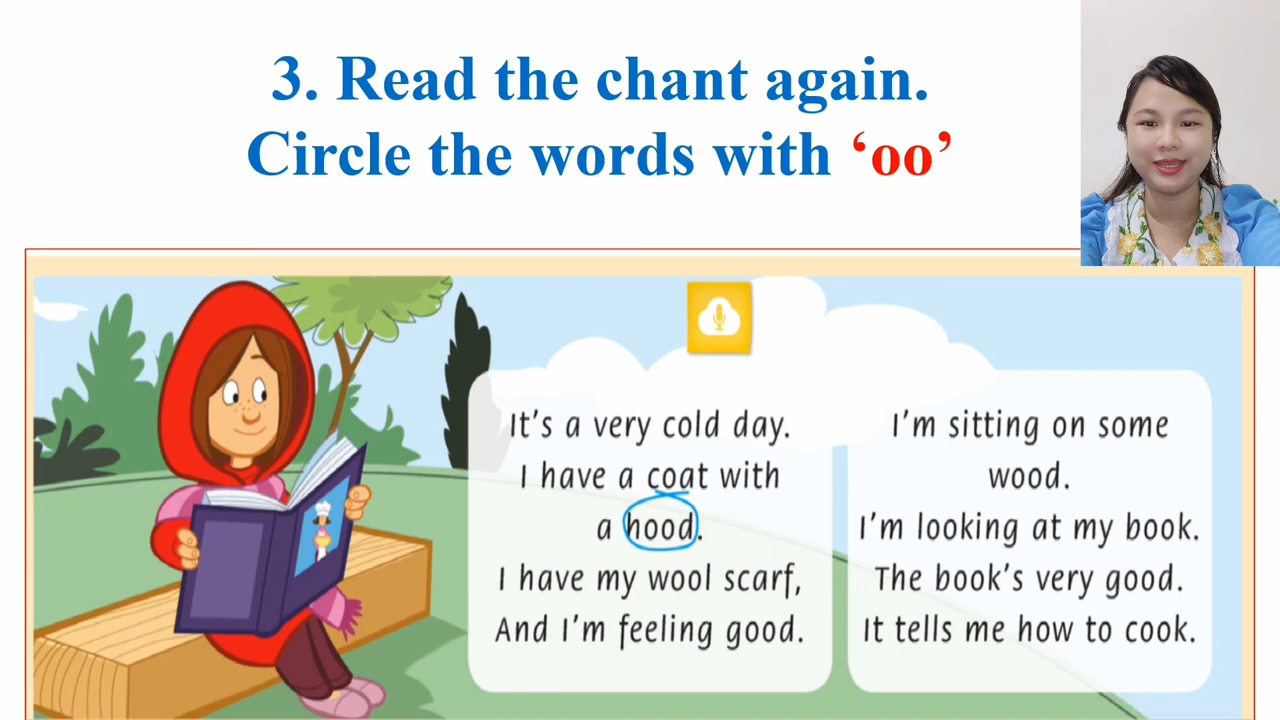 3. Read the chant again.
Circle the words with ‘oo’
It's a very cold day.
I have a coat with
a hood.
I have my wool scarf,
And I'm feeling good.
I'm sitting on some
wood.
I'm looking at my book.
The book's very good.
It tells me how to cook.